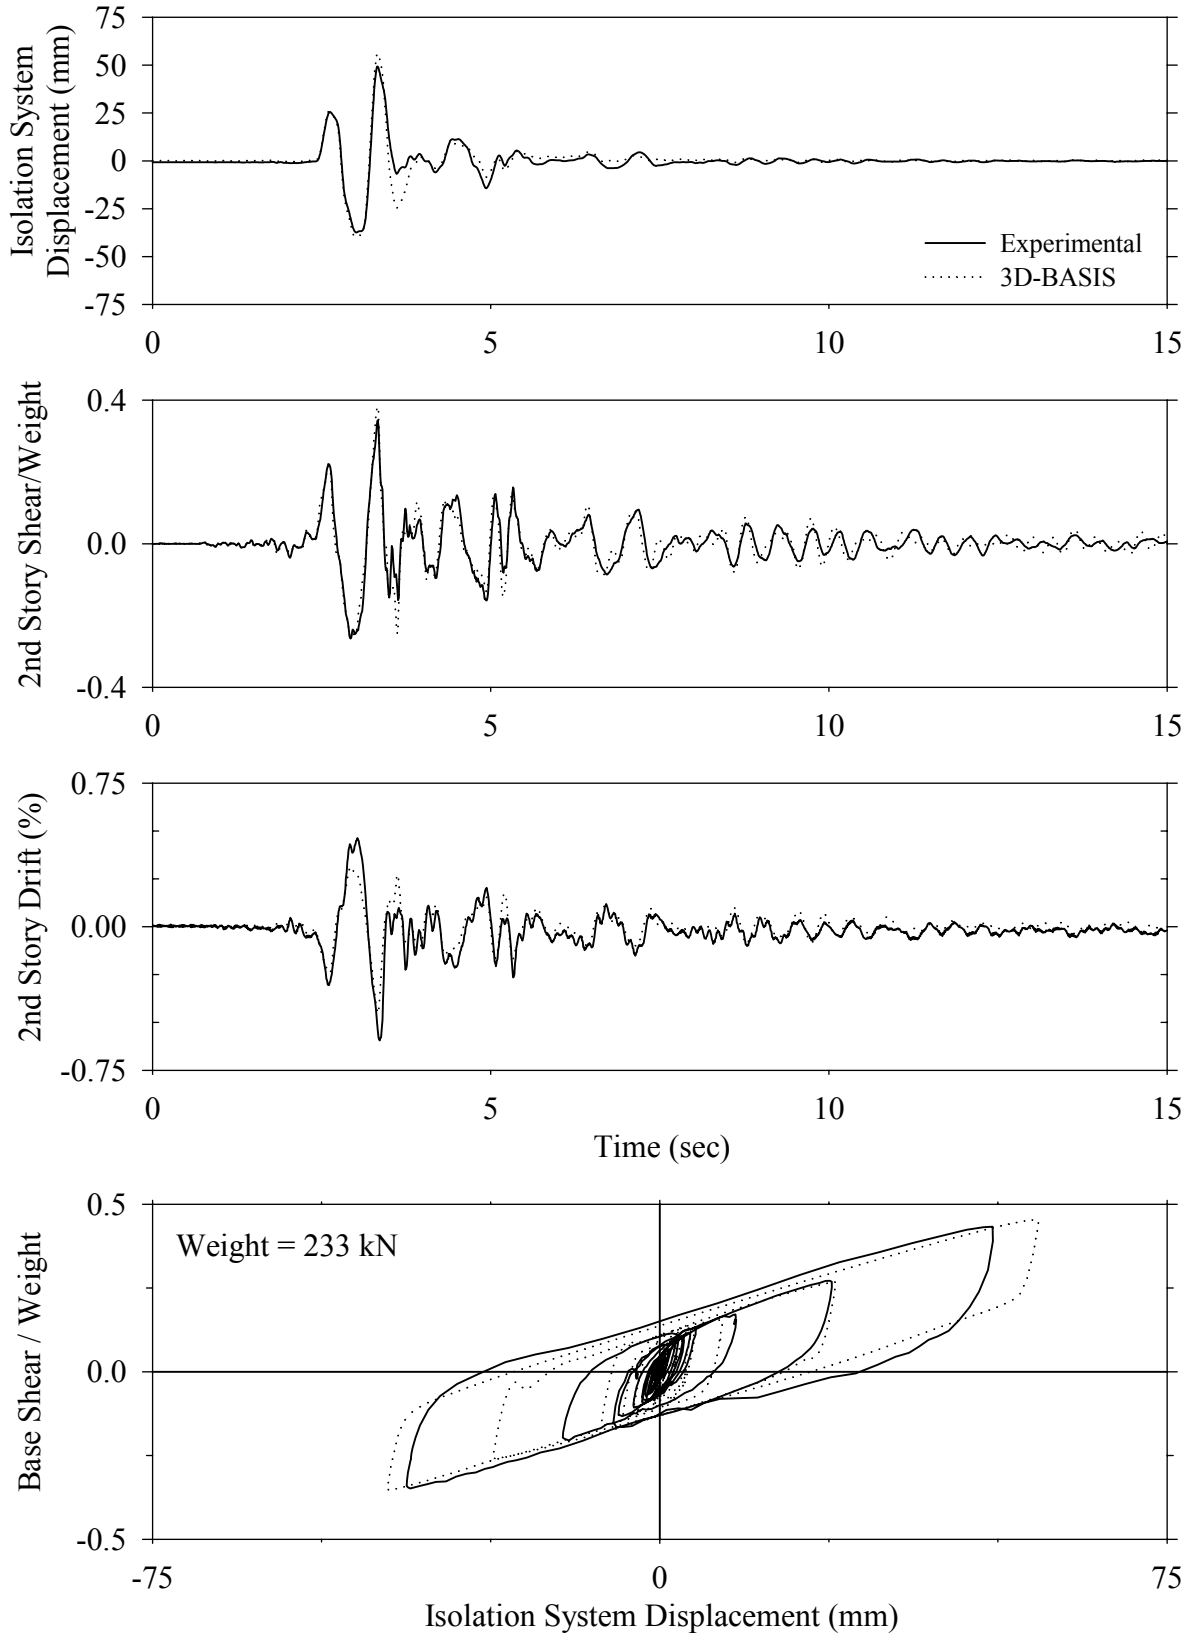 Isolation System
Displacement (mm)
75
50
25
0
-25
-50
-75
Experimental
3D-BASIS
0 5 10 15
2nd Story Shear/Weight
0.4
0.0
-0.4
0 5 10 15
2nd Story Drift (%)
0.75
0.00
-0.75
0 5 10 15
Time (sec)
Base Shear / Weight
0.5
0.0
-0.5
Weight = 233 kN
-75 0 75
Isolation System Displacement (mm)